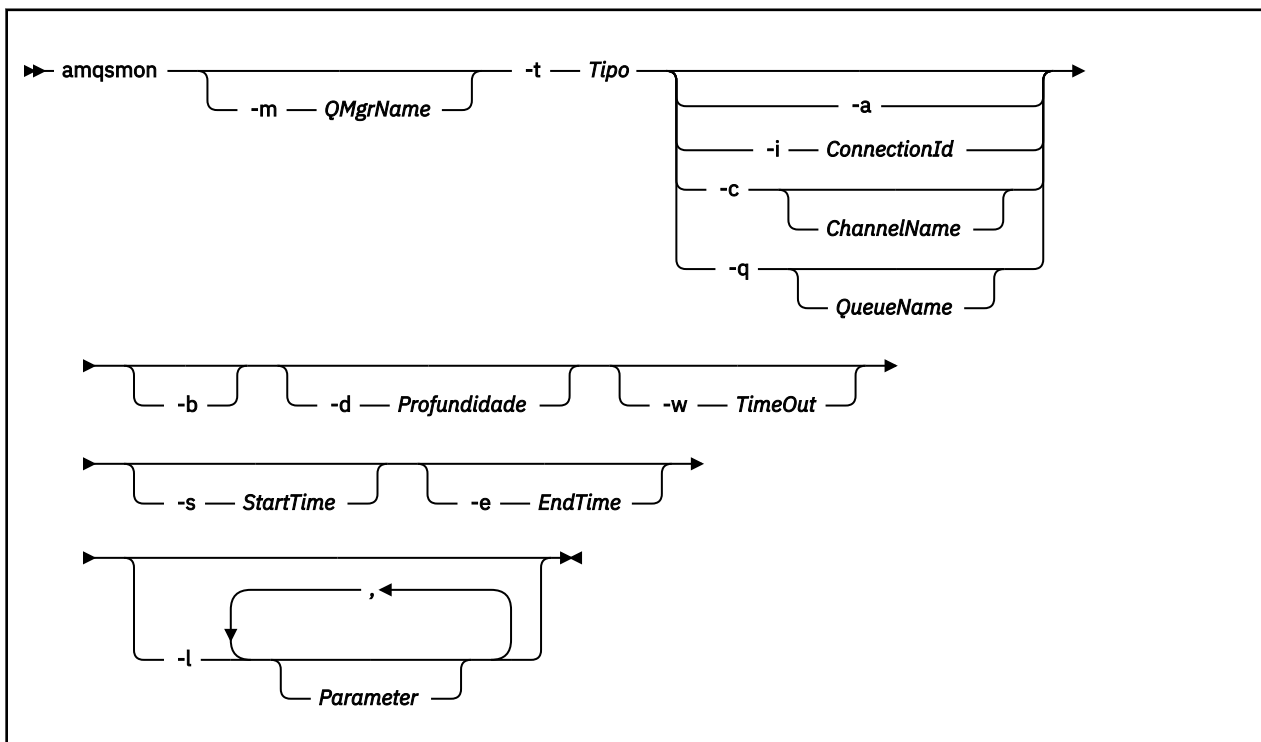 amqsmon -t Tipo
-m QMgrName
-a
-i ConnectionId
-c
ChannelName
-q
QueueName
-b -d Profundidade -w TimeOut
-s StartTime -e EndTime
,
-l
Parameter